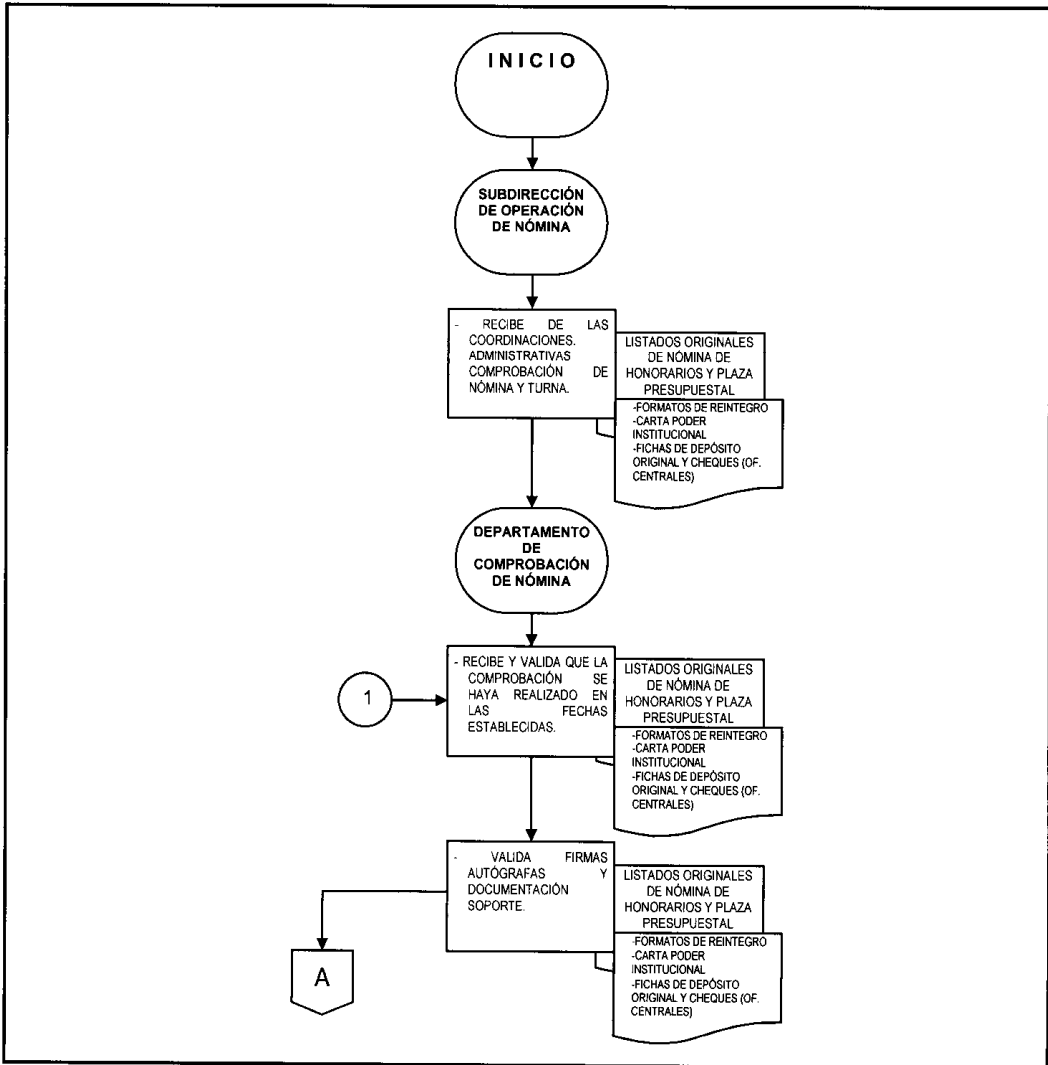 INICIO
SUBDIRECCIÓN
DE OPERACIÓN
DE NÓMINA
- RECIBE DE LAS
COORDINACIONES.
ADMINISTRATIVAS
COMPROBACIÓN DE
NÓMINA Y TURNA.
LISTADOS ORIGINALES
DE NÓMINA DE
HONORARIOS Y PLAZA
PRESUPUESTAL
-FORMATOS DE REINTEGRO
-CARTA PODER
INSTITUCIONAL
-FICHAS DE DEPÓSITO
ORIGINAL Y CHEQUES (OF.
CENTRALES)
DEPARTAMENTO
DE
COMPROBACIÓN
DE NÓMINA
1
- RECIBE Y VALIDA QUE LA
COMPROBACIÓN SE
HAYA REALIZADO EN
LAS FECHAS
ESTABLECIDAS.
LISTADOS ORIGINALES
DE NÓMINA DE
HONORARIOS Y PLAZA
PRESUPUESTAL
-FORMATOS DE REINTEGRO
-CARTA PODER
INSTITUCIONAL
-FICHAS DE DEPÓSITO
ORIGINAL Y CHEQUES (OF.
CENTRALES)
- VALIDA FIRMAS
AUTÓGRAFAS Y
DOCUMENTACIÓN
SOPORTE.
LISTADOS ORIGINALES
DE NÓMINA DE
HONORARIOS Y PLAZA
PRESUPUESTAL
-FORMATOS DE REINTEGRO
-CARTA PODER
INSTITUCIONAL
-FICHAS DE DEPÓSITO
ORIGINAL Y CHEQUES (OF.
CENTRALES)
A